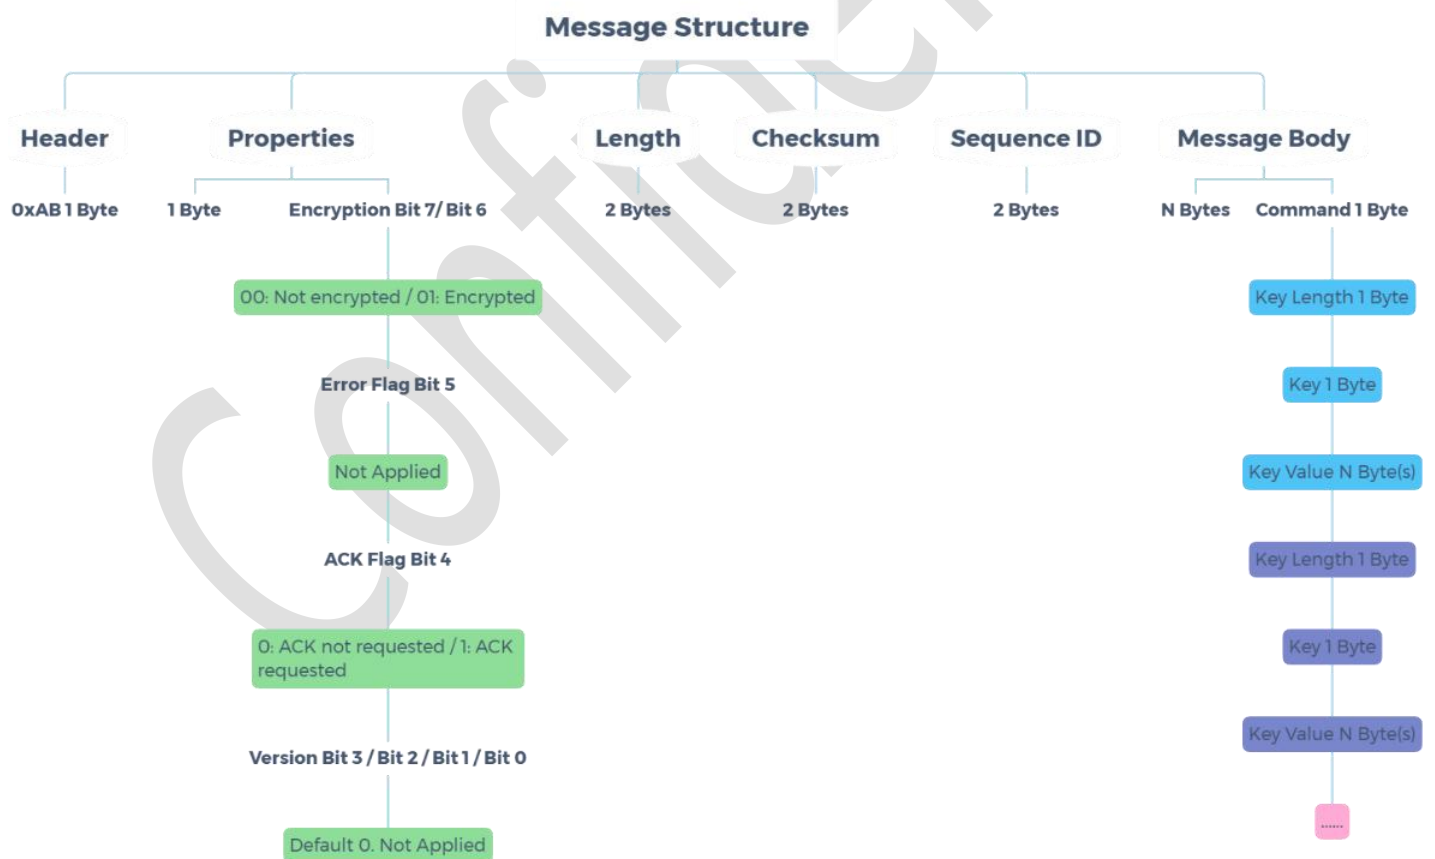 Message Structure
Header
Properties
Length
Checksum
Sequence ID
Message Body
0xAB 1 Byte
1 Byte
Encryption Bit 7/ Bit 6
2 Bytes
2 Bytes
2 Bytes
N Bytes
Command 1 Byte
00: Not encrypted / 01: Encrypted
Key Length 1 Byte
Error Flag Bit 5
Key 1 Byte
Not Applied
Key Value N Byte(s)
ACK Flag Bit 4
Key Length 1 Byte
0: ACK not requested / 1: ACK
requested
Key 1 Byte
Version Bit 3 / Bit 2 / Bit 1 / Bit 0
Key Value N Byte(s)
Default 0. Not Applied
......